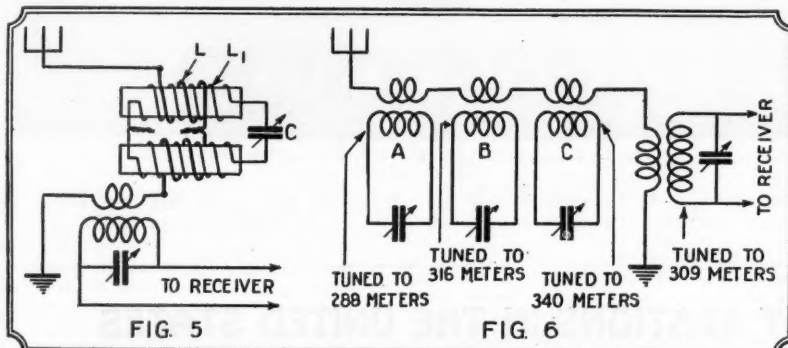 L L1
C
TO RECEIVER
FIG. 5
A B C
TUNED TO
288 METERS
TUNED TO
316 METERS
TUNED TO
340 METERS
TUNED TO
309 METERS
TO RECEIVER
FIG. 6